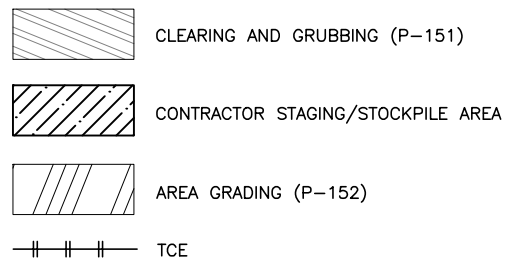 CLEARING AND GRUBBING (P-151)
CONTRACTOR STAGING/STOCKPILE AREA
AREA GRADING (P-152)
TCE